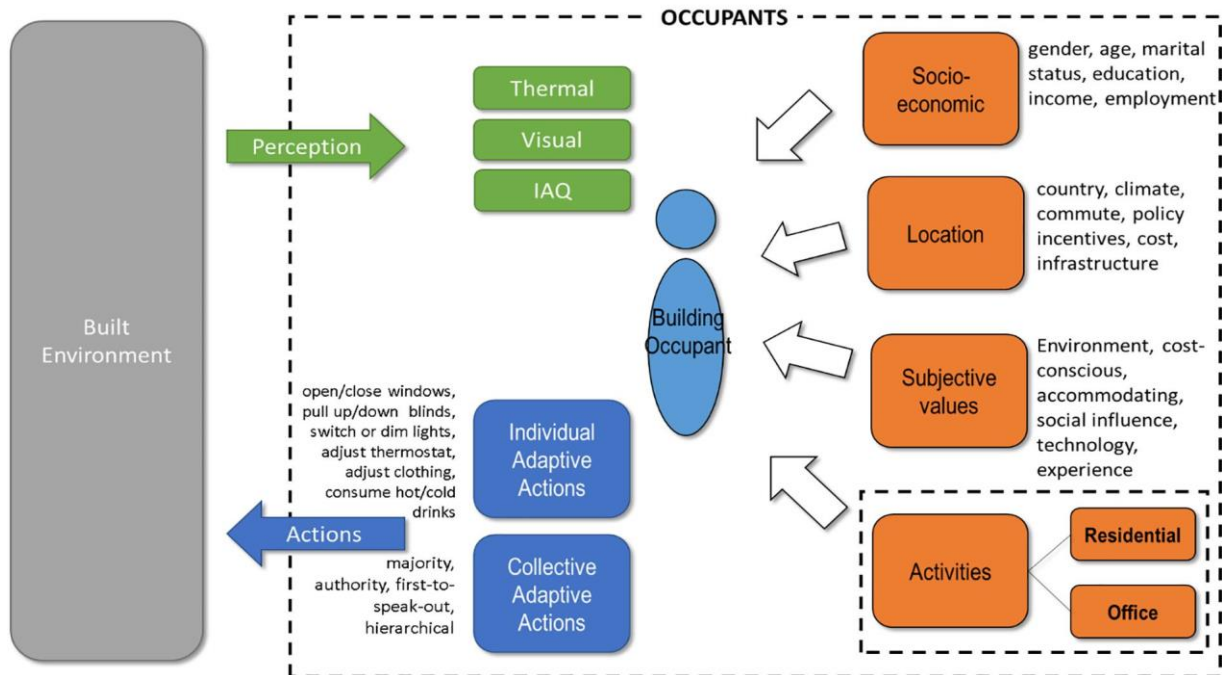 OCCUPANTS
Built
Environment
Perception
Thermal
Visual
IAQ
Building
Occupant
open/close windows,
pull up/down blinds,
switch or dim lights,
adjust thermostat,
adjust clothing,
consume hot/cold
drinks
Individual
Adaptive
Actions
Actions
majority,
authority, first-to-
speak-out,
hierarchical
Collective
Adaptive
Actions
Socio-
economic
gender, age, marital
status, education,
income, employment
Location
country, climate,
commute, policy
incentives, cost,
infrastructure
Subjective
values
Environment, cost-
conscious,
accommodating,
social influence,
technology,
experience
Activities
Residential
Office